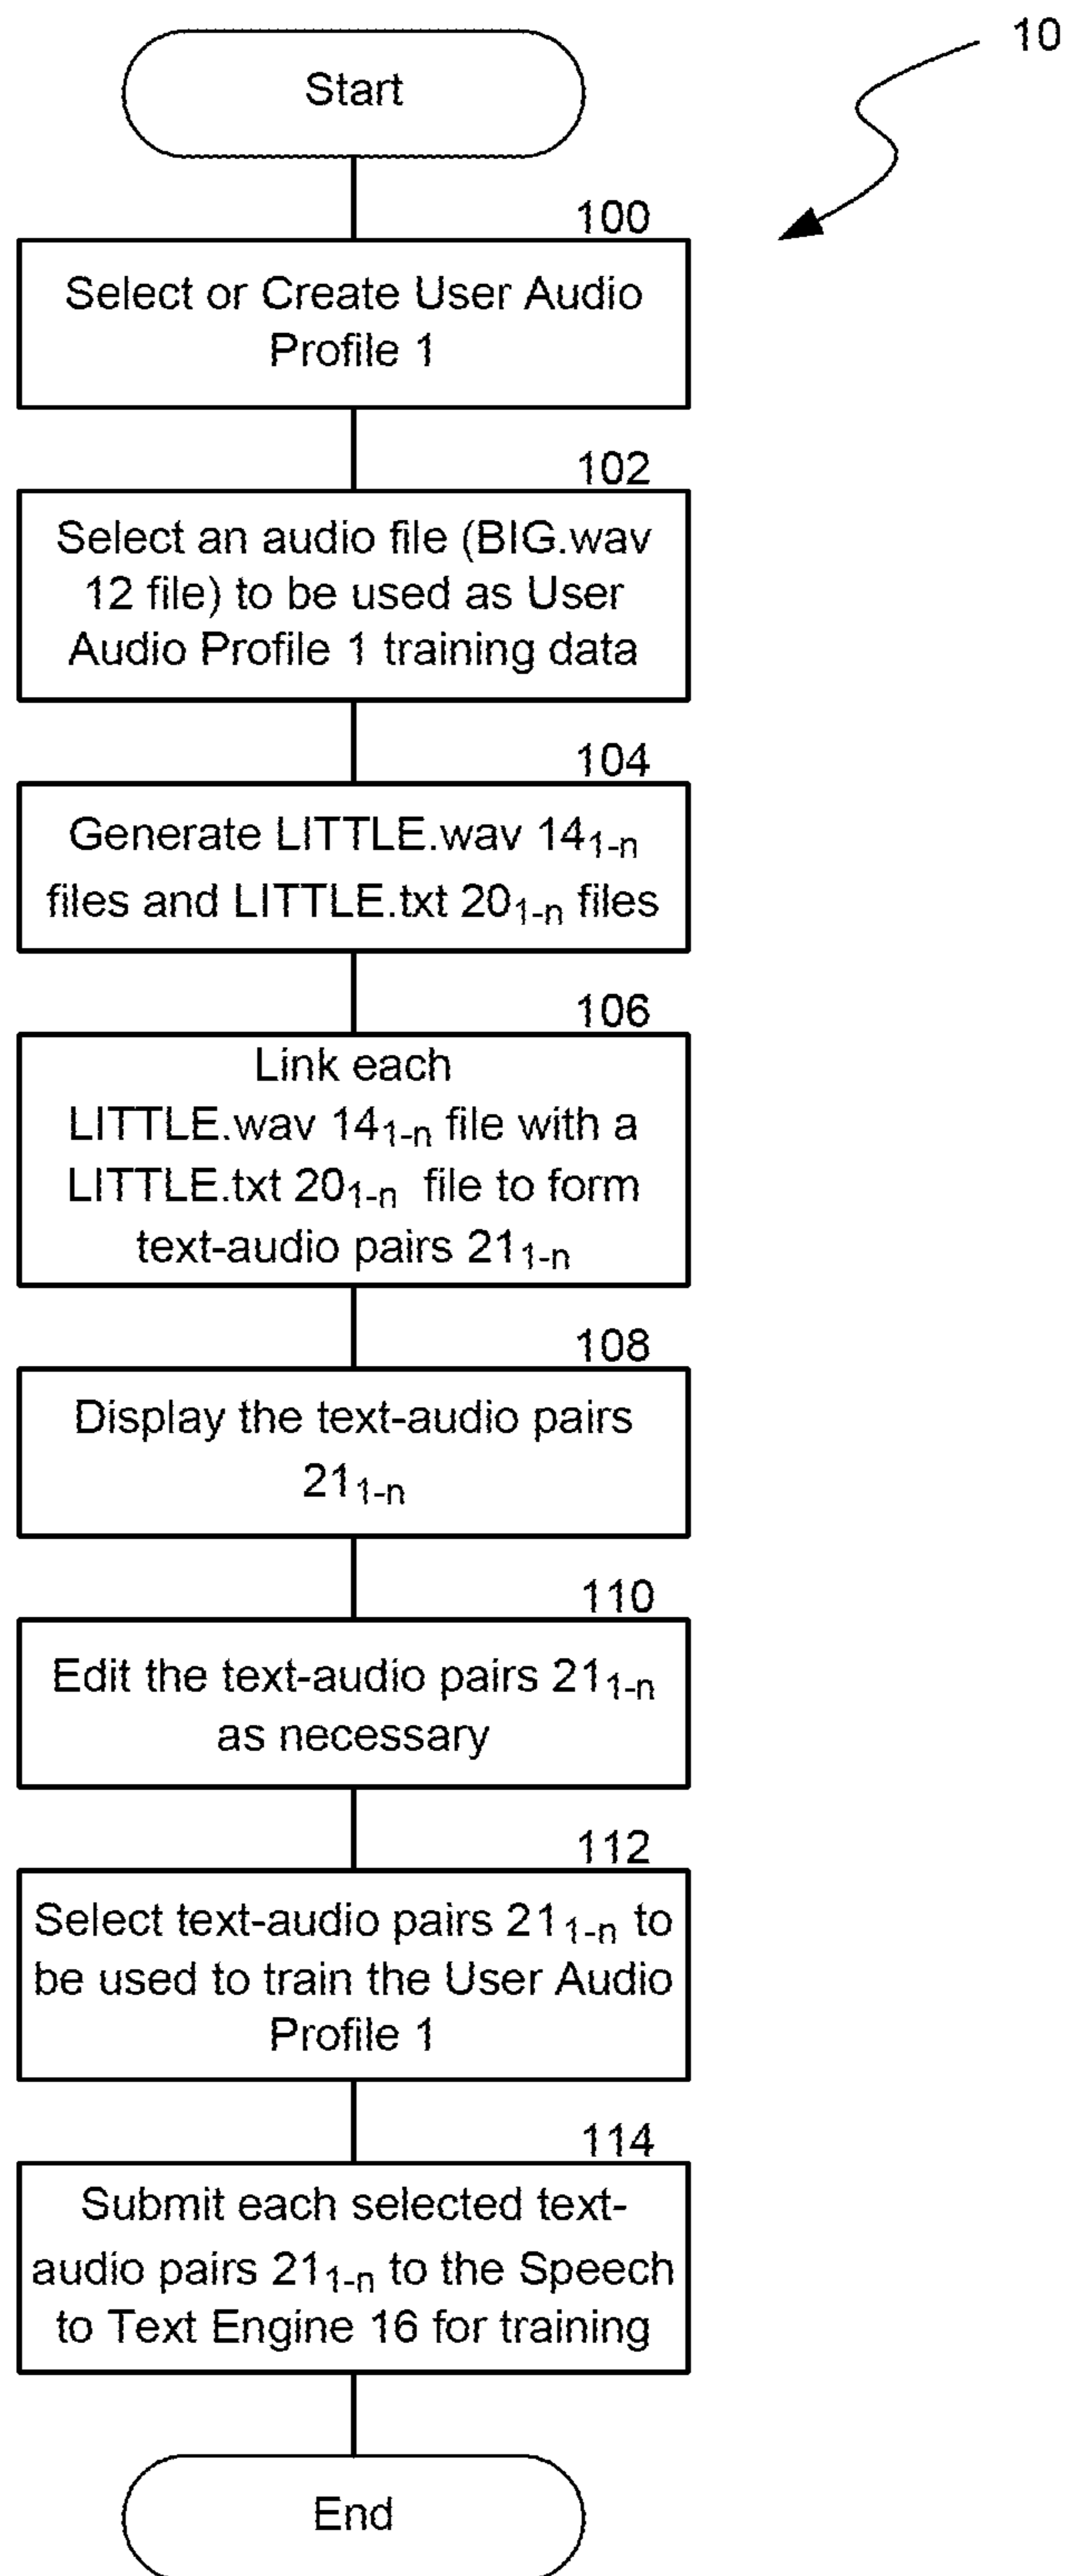 Start
10
100
Select or Create User Audio
Profile 1
102
Select an audio file (BIG.wav
12 file) to be used as User
Audio Profile 1 training data
104
Generate LITTLE.wav 14₁₋ₙ
files and LITTLE.txt 20₁₋ₙ files
106
Link each
LITTLE.wav 14₁₋ₙ file with a
LITTLE.txt 20₁₋ₙ file to form
text-audio pairs 21₁₋ₙ
108
Display the text-audio pairs
21₁₋ₙ
110
Edit the text-audio pairs 21₁₋ₙ
as necessary
112
Select text-audio pairs 21₁₋ₙ to
be used to train the User Audio
Profile 1
114
Submit each selected text-
audio pairs 21₁₋ₙ to the Speech
to Text Engine 16 for training
End